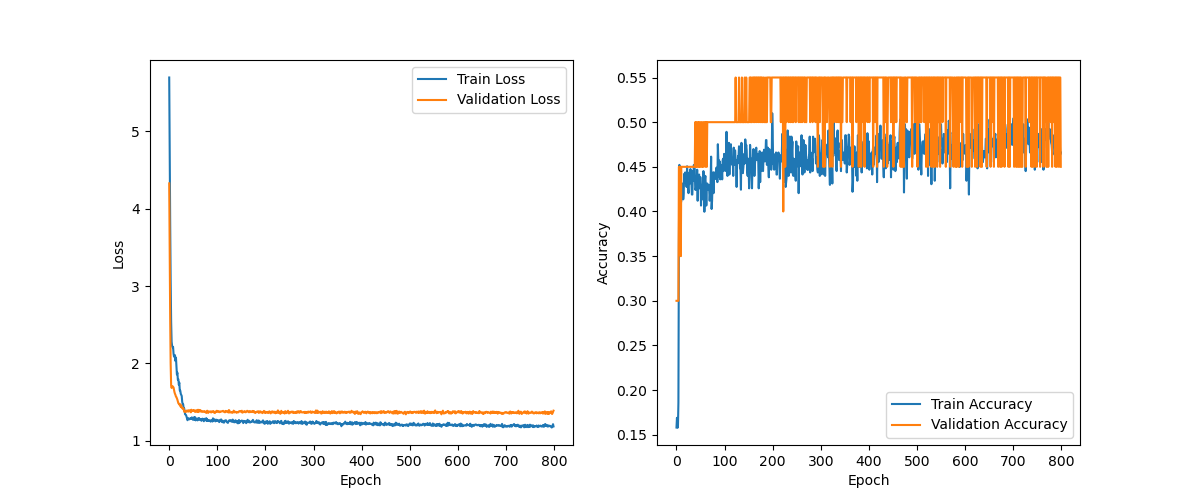 Train Loss
Validation Loss
5
4
3
2
1
Loss
0 100 200 300 400 500 600 700 800
Epoch
0.55
0.50
0.45
0.40
0.35
0.30
0.25
0.20
0.15
Accuracy
Train Accuracy
Validation Accuracy
0 100 200 300 400 500 600 700 800
Epoch